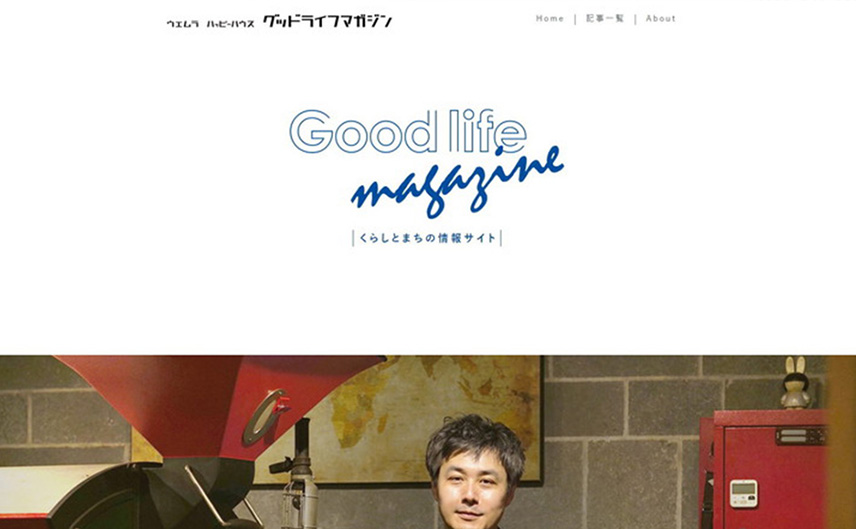 ウエムラ ハッピーハウス グッドライフマガジン
Home | 記事一覧 | About
Good life
magazine
|くらしとまちの情報サイト|